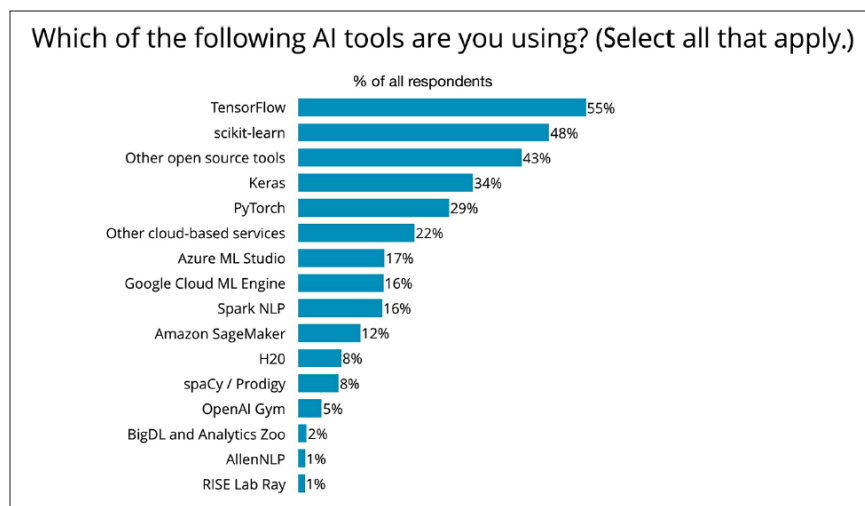 Which of the following AI tools are you using? (Select all that apply.)
% of all respondents
TensorFlow 55%
scikit-learn 48%
Other open source tools 43%
Keras 34%
PyTorch 29%
Other cloud-based services 22%
Azure ML Studio 17%
Google Cloud ML Engine 16%
Spark NLP 16%
Amazon SageMaker 12%
H20 8%
spaCy / Prodigy 8%
OpenAI Gym 5%
BigDL and Analytics Zoo 2%
AllenNLP 1%
RISE Lab Ray 1%